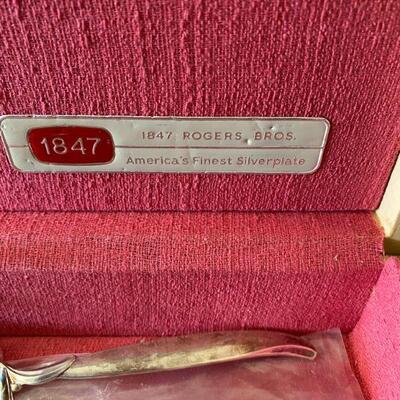 1847
1847 ROGERS BROS.
America's Finest Silverplate